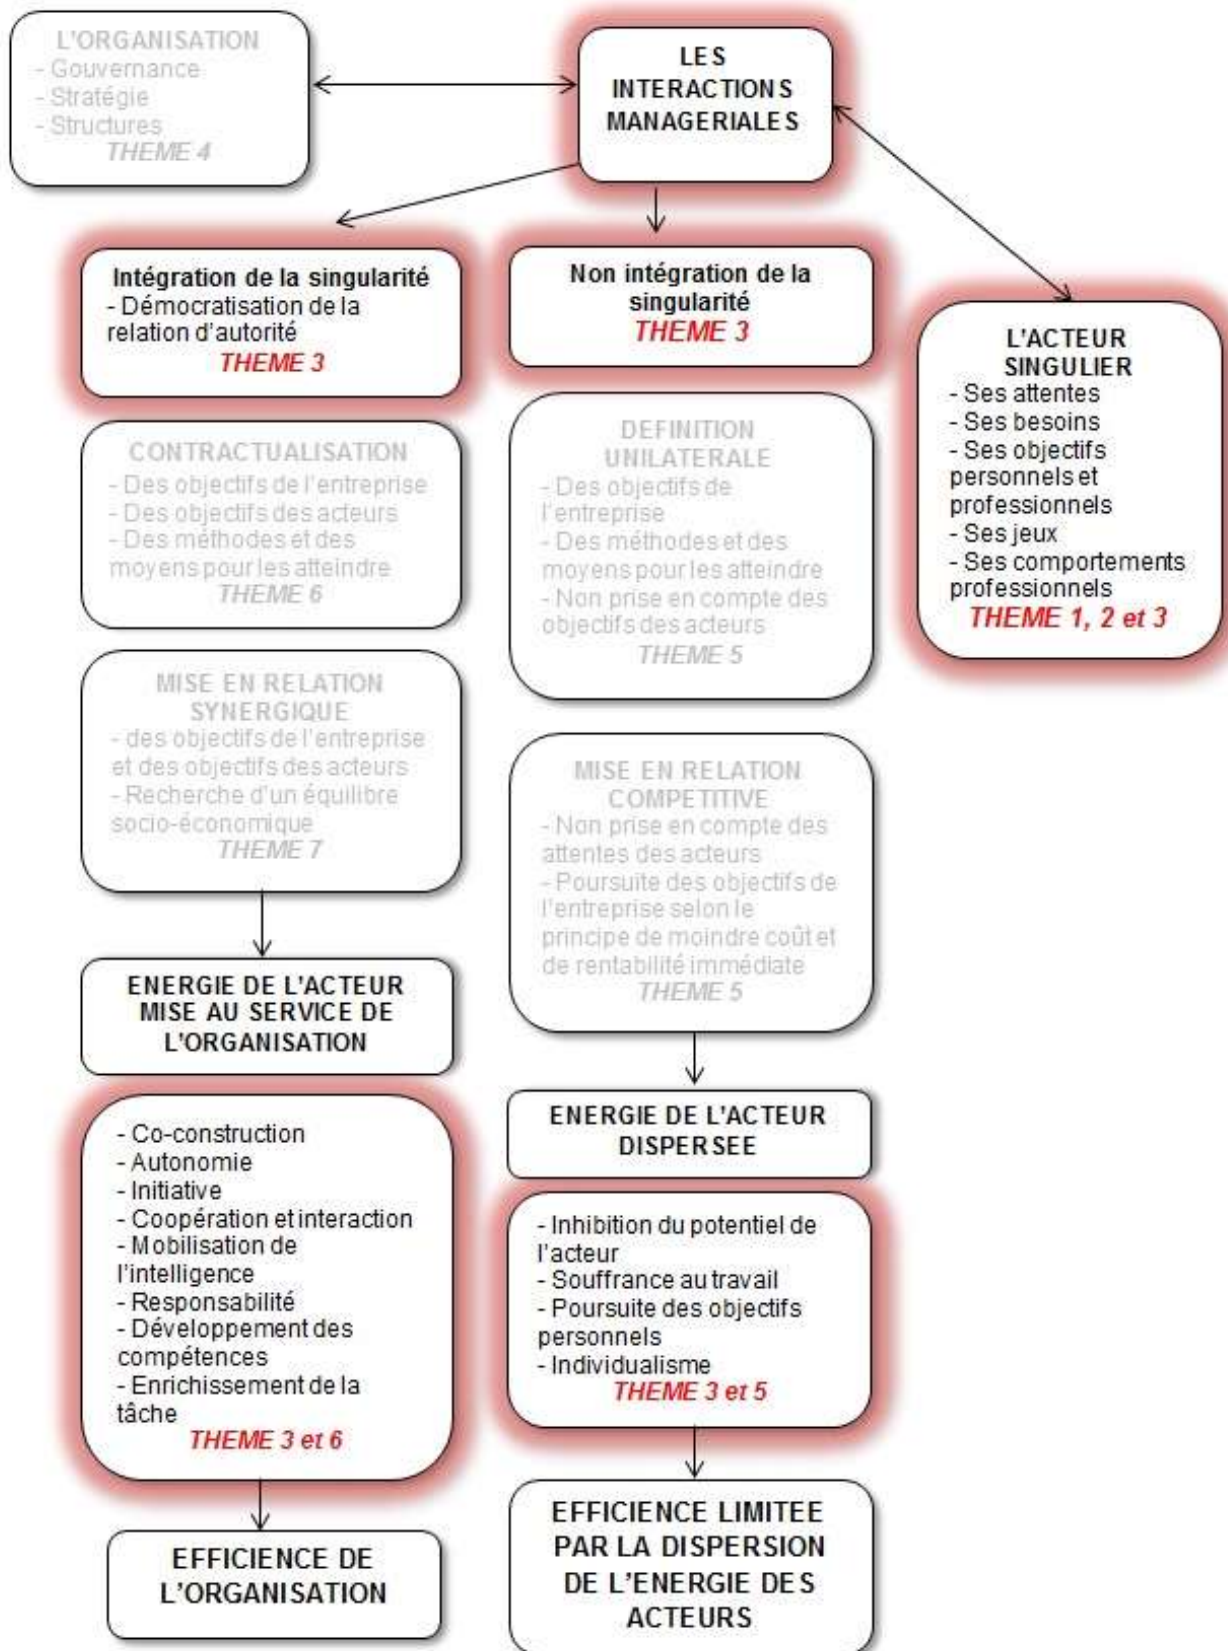 L'ORGANISATION
- Gouvernance
- Stratégie
- Structures
THEME 4
LES
INTERACTIONS
MANAGERIALES
Intégration de la singularité
- Démocratisation de la
relation d'autorité
THEME 3
Non intégration de la
singularité
THEME 3
L'ACTEUR
SINGULIER
- Ses attentes
- Ses besoins
- Ses objectifs
personnels et
professionnels
- Ses jeux
- Ses comportements
professionnels
THEME 1, 2 et 3
CONTRACTUALISATION
- Des objectifs de l'entreprise
- Des objectifs des acteurs
- Des méthodes et des
moyens pour les atteindre
THEME 6
DEFINITION
UNILATERALE
- Des objectifs de
l'entreprise
- Des méthodes et des
moyens pour les atteindre
- Non prise en compte des
objectifs des acteurs
THEME 5
MISE EN RELATION
SYNERGIQUE
- des objectifs de l'entreprise
et des objectifs des acteurs
- Recherche d'un équilibre
socio-économique
THEME 7
MISE EN RELATION
COMPETITIVE
- Non prise en compte des
attentes des acteurs
- Poursuite des objectifs de
l'entreprise selon le
principe de moindre coût et
de rentabilité immédiate
THEME 5
ENERGIE DE L'ACTEUR
MISE AU SERVICE DE
L'ORGANISATION
ENERGIE DE L'ACTEUR
DISPERSEE
- Co-construction
- Autonomie
- Initiative
- Coopération et interaction
- Mobilisation de
l'intelligence
- Responsabilité
- Développement des
compétences
- Enrichissement de la
tâche
THEME 3 et 6
- Inhibition du potentiel de
l'acteur
- Souffrance au travail
- Poursuite des objectifs
personnels
- Individualisme
THEME 3 et 5
EFFICIENCE DE
L'ORGANISATION
EFFICIENCE LIMITEE
PAR LA DISPERSION
DE L'ENERGIE DES
ACTEURS